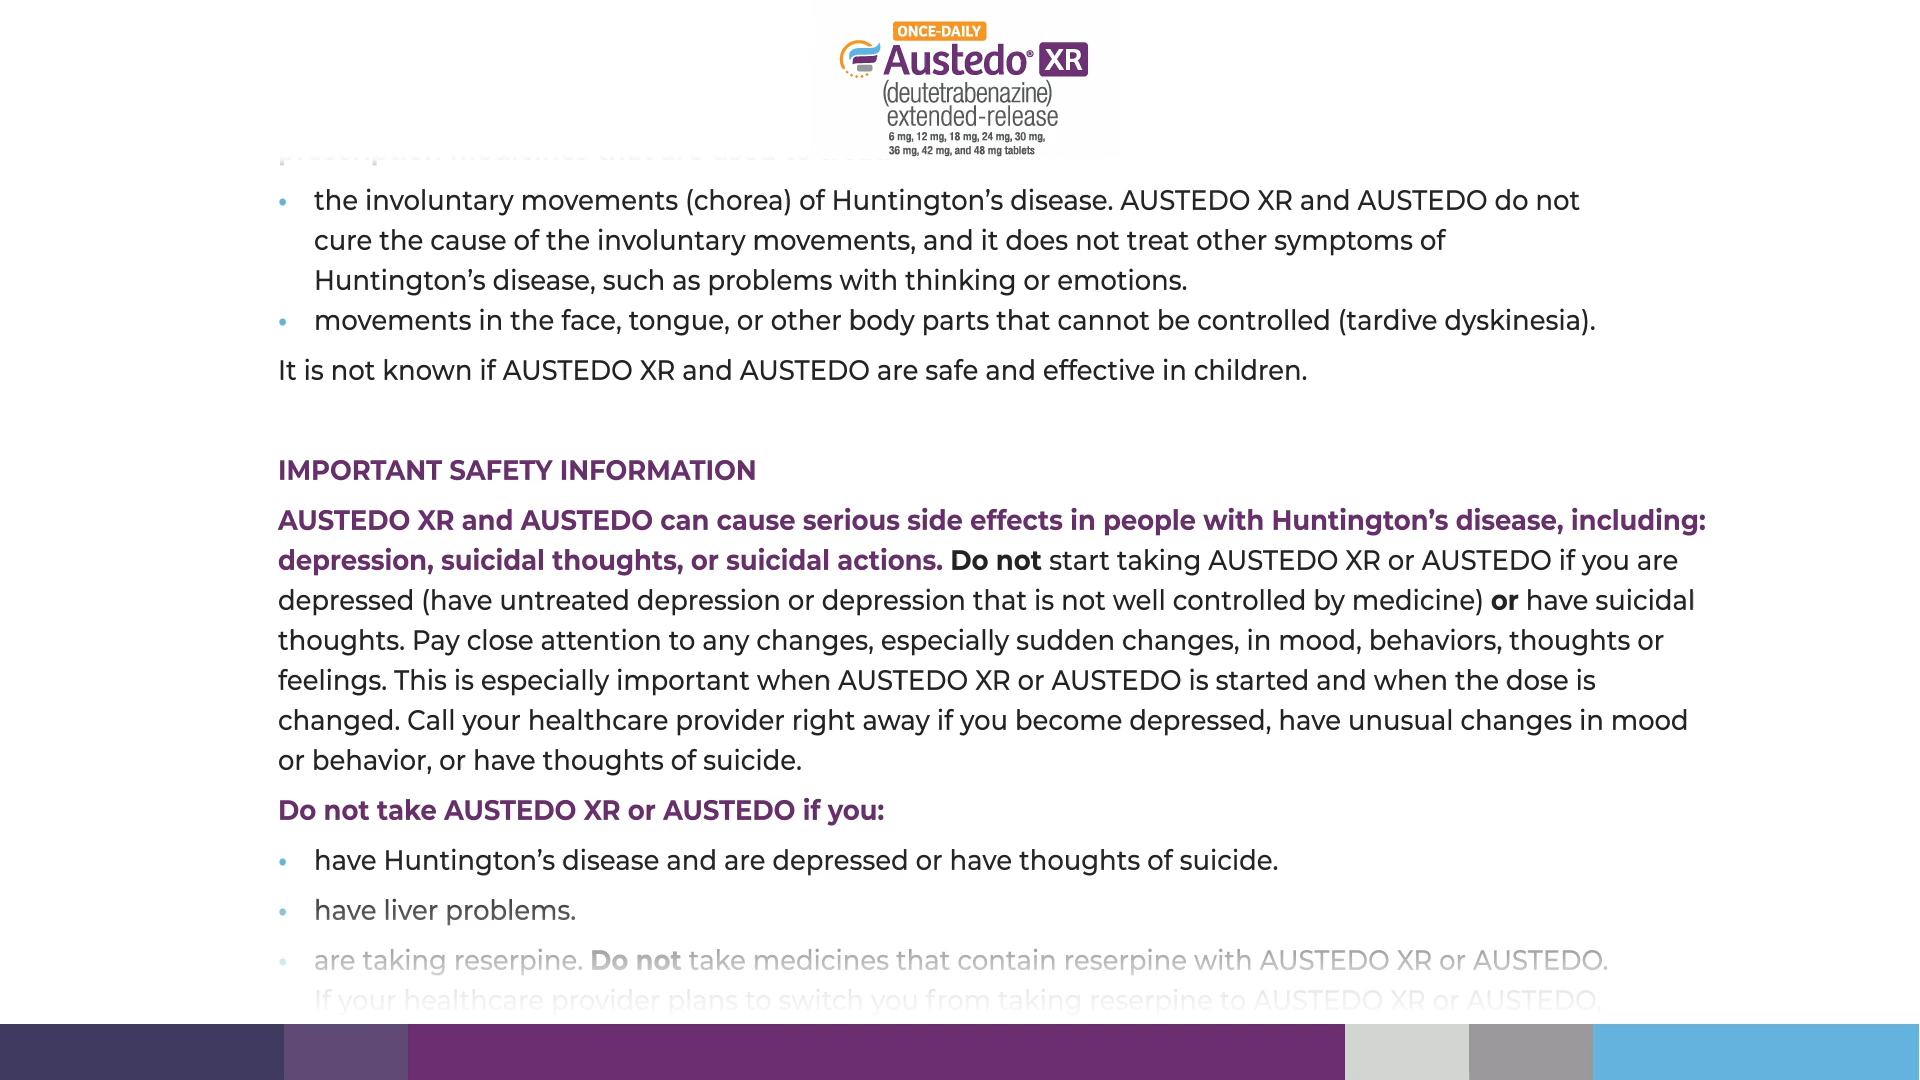 ONCE-DAILY
Austedo® XR
(deutetrabenazine)
extended-release
6 mg, 12 mg, 18 mg, 24 mg, 30 mg,
36 mg, 42 mg, and 48 mg tablets
• the involuntary movements (chorea) of Huntington’s disease. AUSTEDO XR and AUSTEDO do not
cure the cause of the involuntary movements, and it does not treat other symptoms of
Huntington’s disease, such as problems with thinking or emotions.
• movements in the face, tongue, or other body parts that cannot be controlled (tardive dyskinesia).
It is not known if AUSTEDO XR and AUSTEDO are safe and effective in children.
IMPORTANT SAFETY INFORMATION
AUSTEDO XR and AUSTEDO can cause serious side effects in people with Huntington’s disease, including:
depression, suicidal thoughts, or suicidal actions. Do not start taking AUSTEDO XR or AUSTEDO if you are
depressed (have untreated depression or depression that is not well controlled by medicine) or have suicidal
thoughts. Pay close attention to any changes, especially sudden changes, in mood, behaviors, thoughts or
feelings. This is especially important when AUSTEDO XR or AUSTEDO is started and when the dose is
changed. Call your healthcare provider right away if you become depressed, have unusual changes in mood
or behavior, or have thoughts of suicide.
Do not take AUSTEDO XR or AUSTEDO if you:
• have Huntington’s disease and are depressed or have thoughts of suicide.
• have liver problems.
• are taking reserpine. Do not take medicines that contain reserpine with AUSTEDO XR or AUSTEDO.
If your healthcare provider plans to switch you from taking reserpine to AUSTEDO XR or AUSTEDO,